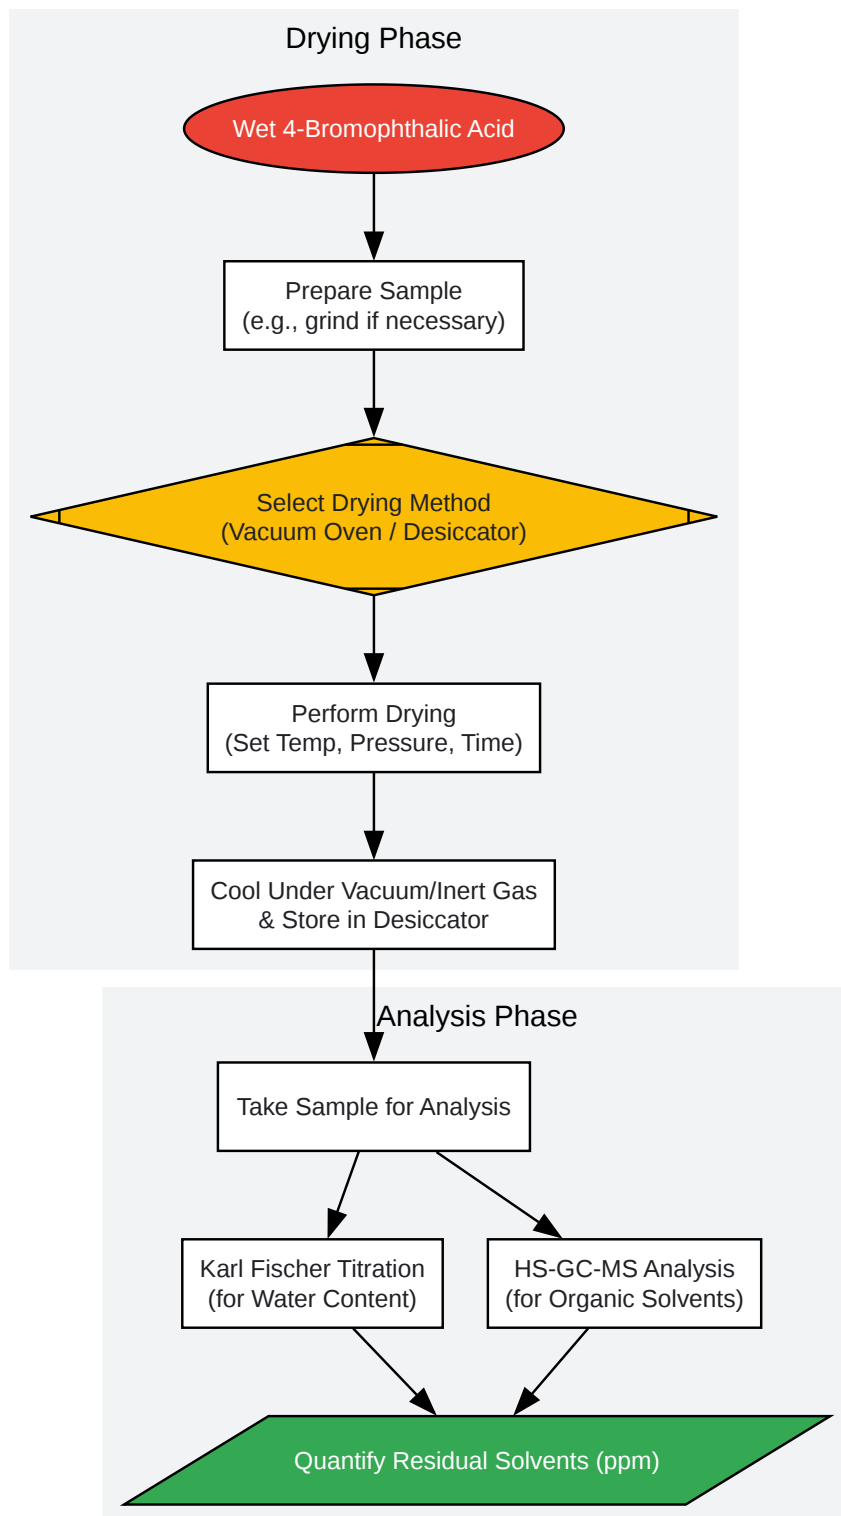 Drying Phase
Wet 4-Bromophthalic Acid
Prepare Sample
(e.g., grind if necessary)
Select Drying Method
(Vacuum Oven / Desiccator)
Perform Drying
(Set Temp, Pressure, Time)
Cool Under Vacuum/Inert Gas
& Store in Desiccator
Analysis Phase
Take Sample for Analysis
Karl Fischer Titration
(for Water Content)
HS-GC-MS Analysis
(for Organic Solvents)
Quantify Residual Solvents (ppm)